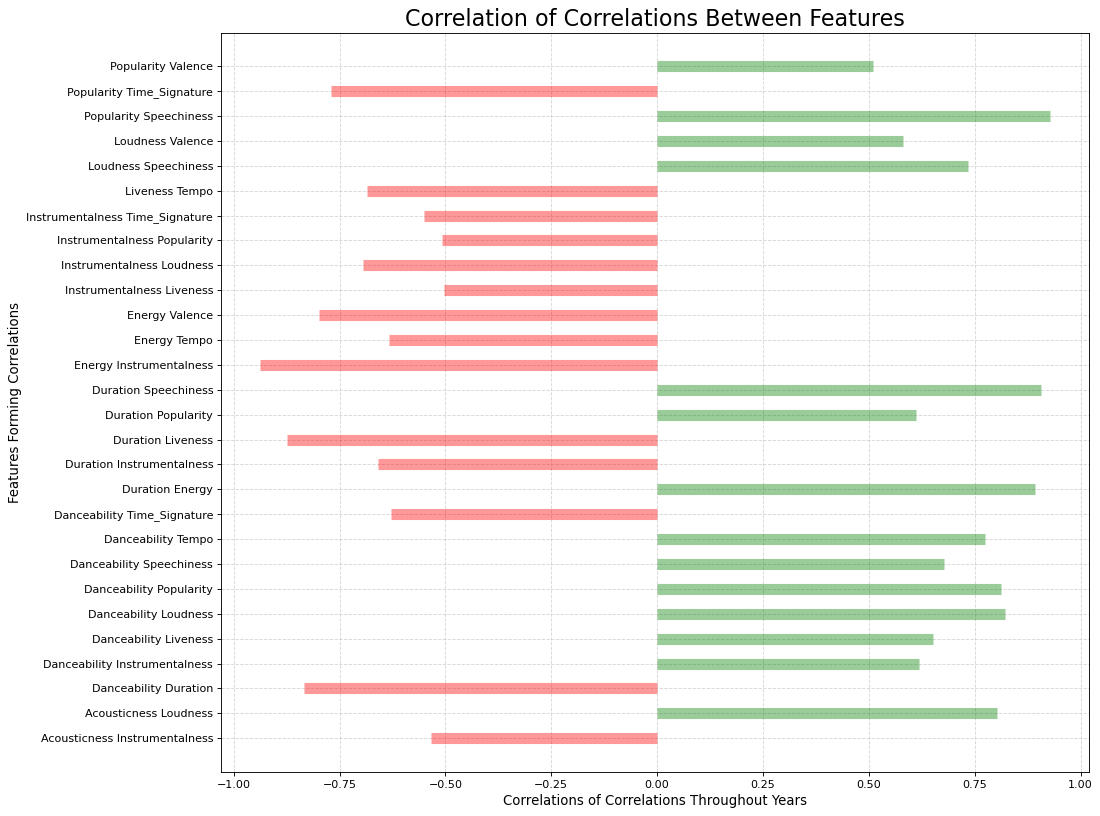 Correlation of Correlations Between Features
Popularity Valence
Popularity Time_Signature
Popularity Speechiness
Loudness Valence
Loudness Speechiness
Liveness Tempo
Instrumentalness Time_Signature
Instrumentalness Popularity
Instrumentalness Loudness
Instrumentalness Liveness
Energy Valence
Energy Tempo
Energy Instrumentalness
Duration Speechiness
Duration Popularity
Duration Liveness
Duration Instrumentalness
Duration Energy
Danceability Time_Signature
Danceability Tempo
Danceability Speechiness
Danceability Popularity
Danceability Loudness
Danceability Liveness
Danceability Instrumentalness
Danceability Duration
Acousticness Loudness
Acousticness Instrumentalness
Features Forming Correlations
−1.00 −0.75 −0.50 −0.25 0.00 0.25 0.50 0.75 1.00
Correlations of Correlations Throughout Years